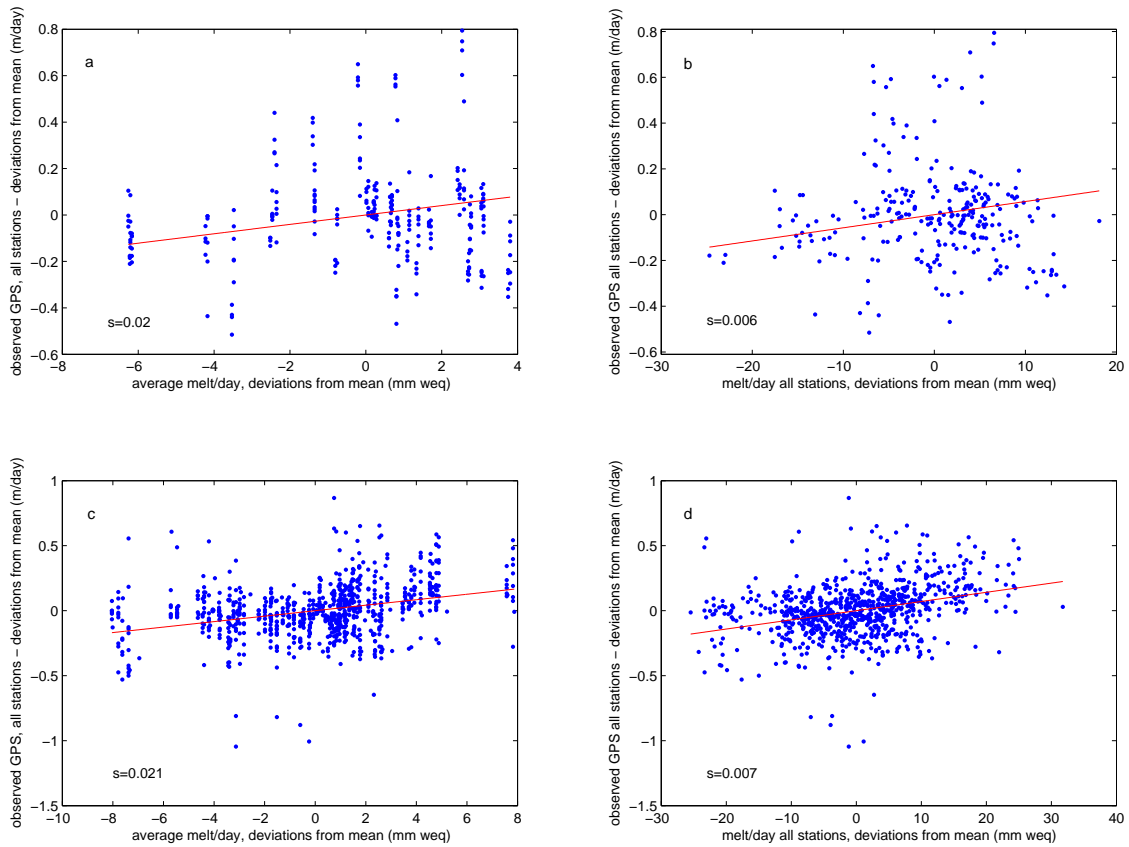 a
observed GPS, all stations − deviations from mean (m/day)
0.8
0.6
0.4
0.2
0
−0.2
−0.4
−0.6
s=0.02
−8 −6 −4 −2 0 2 4
average melt/day, deviations from mean (mm weq)
b
observed GPS all stations − deviations from mean (m/day)
0.8
0.6
0.4
0.2
0
−0.2
−0.4
−0.6
s=0.006
−30 −20 −10 0 10 20
melt/day all stations, deviations from mean (mm weq)
c
observed GPS, all stations − deviations from mean (m/day)
1
0.5
0
−0.5
−1
−1.5
s=0.021
−10 −8 −6 −4 −2 0 2 4 6 8
average melt/day, deviations from mean (mm weq)
d
observed GPS all stations − deviations from mean (m/day)
1
0.5
0
−0.5
−1
−1.5
s=0.007
−30 −20 −10 0 10 20 30 40
melt/day all stations, deviations from mean (mm weq)